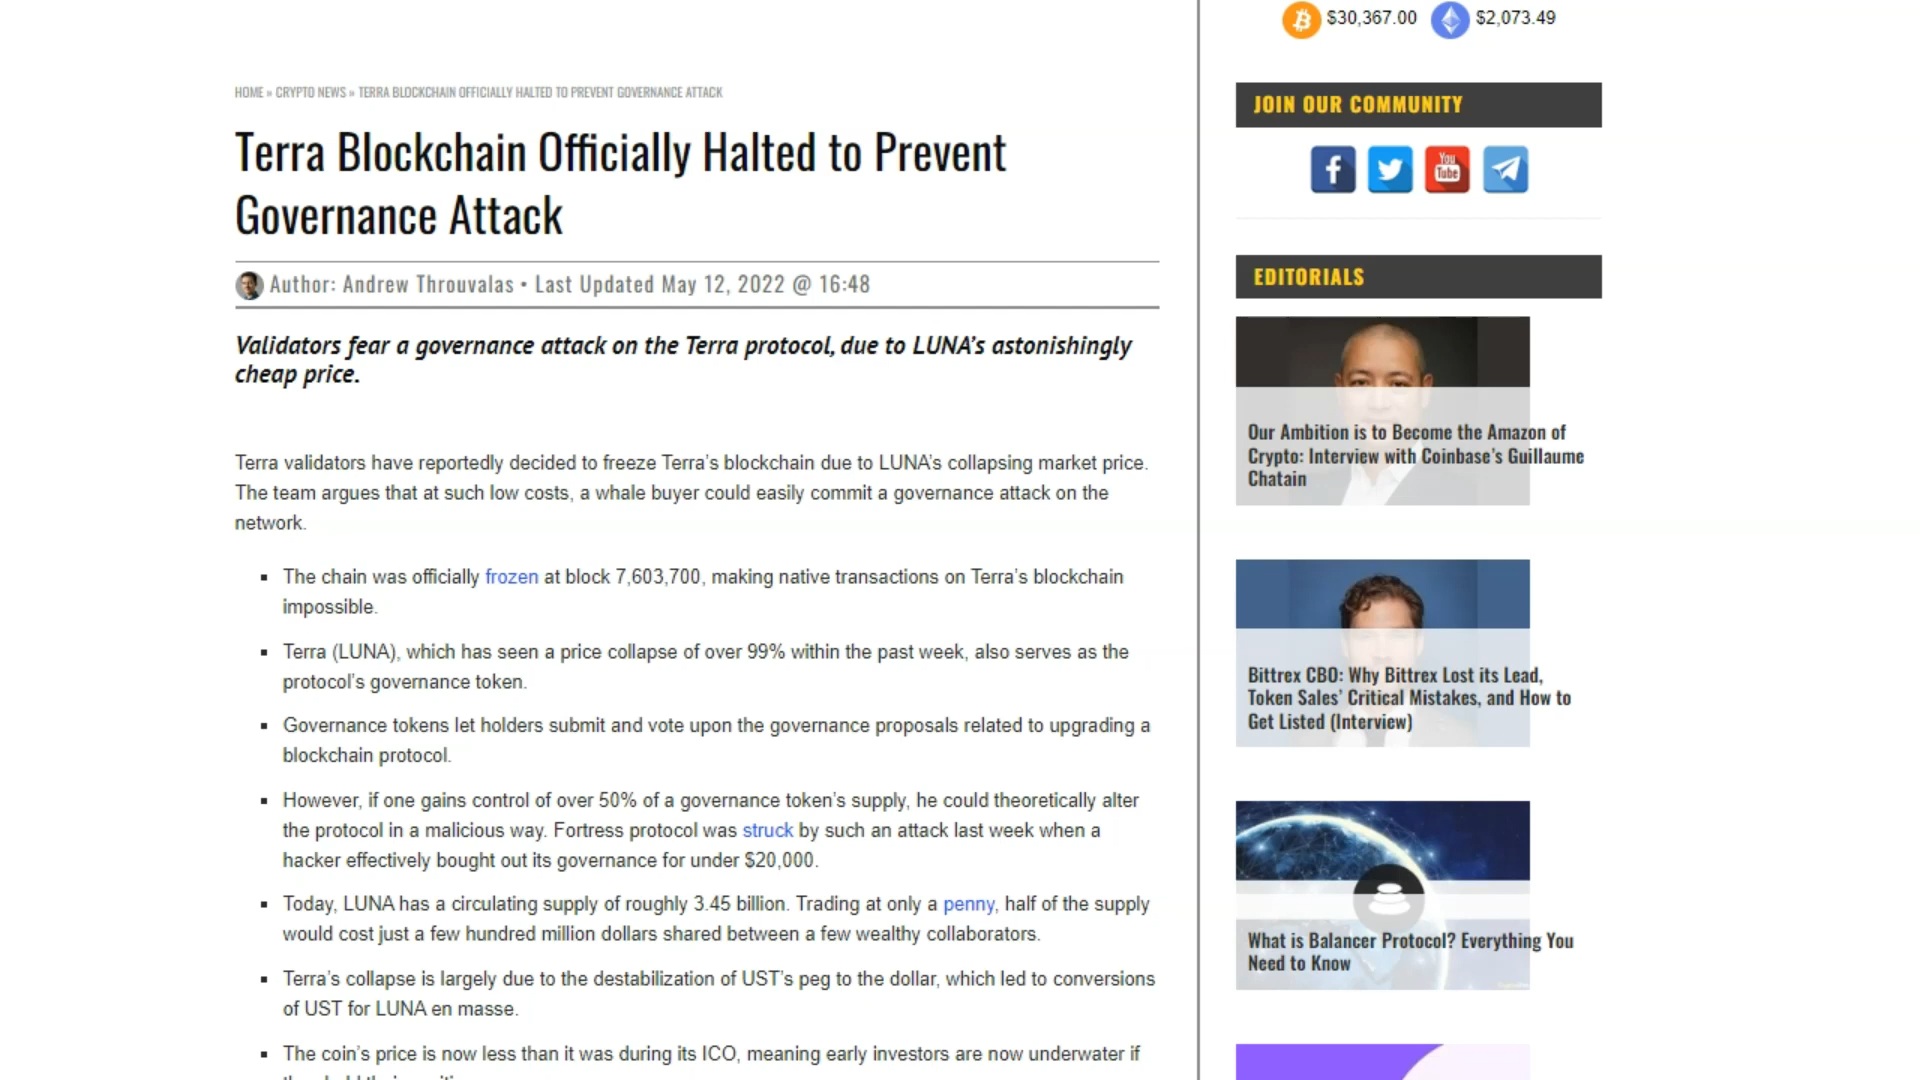 $30,367.00 $2,073.49
HOME » CRYPTO NEWS » TERRA BLOCKCHAIN OFFICIALLY HALTED TO PREVENT GOVERNANCE ATTACK
Terra Blockchain Officially Halted to Prevent
Governance Attack
Author: Andrew Throuvalas • Last Updated May 12, 2022 @ 16:48
Validators fear a governance attack on the Terra protocol, due to LUNA’s astonishingly
cheap price.
Terra validators have reportedly decided to freeze Terra’s blockchain due to LUNA’s collapsing market price.
The team argues that at such low costs, a whale buyer could easily commit a governance attack on the
network.
▪ The chain was officially frozen at block 7,603,700, making native transactions on Terra’s blockchain
impossible.
▪ Terra (LUNA), which has seen a price collapse of over 99% within the past week, also serves as the
protocol’s governance token.
▪ Governance tokens let holders submit and vote upon the governance proposals related to upgrading a
blockchain protocol.
▪ However, if one gains control of over 50% of a governance token’s supply, he could theoretically alter
the protocol in a malicious way. Fortress protocol was struck by such an attack last week when a
hacker effectively bought out its governance for under $20,000.
▪ Today, LUNA has a circulating supply of roughly 3.45 billion. Trading at only a penny, half of the supply
would cost just a few hundred million dollars shared between a few wealthy collaborators.
▪ Terra’s collapse is largely due to the destabilization of UST’s peg to the dollar, which led to conversions
of UST for LUNA en masse.
▪ The coin’s price is now less than it was during its ICO, meaning early investors are now underwater if
JOIN OUR COMMUNITY
You
Tube
EDITORIALS
Our Ambition is to Become the Amazon of
Crypto: Interview with Coinbase’s Guillaume
Chatain
Bittrex CBO: Why Bittrex Lost its Lead,
Token Sales’ Critical Mistakes, and How to
Get Listed (Interview)
What is Balancer Protocol? Everything You
Need to Know